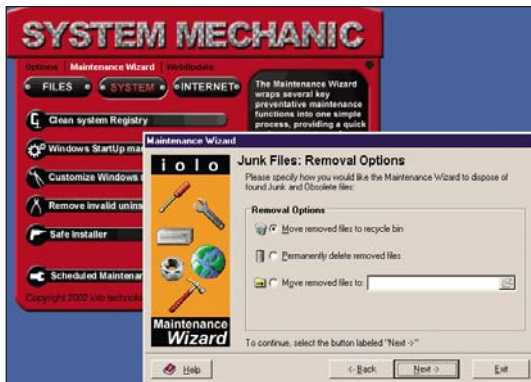 SYSTEM MECHANIC
Options | Maintenance Wizard | WebUpdate
FILES
SYSTEM
INTERNET
The Maintenance Wizard
wraps several key
preventative maintenance
functions into one simple
process, providing a quick
Clean system Registry
Windows StartUp
Customize Windows
Remove invalid
Safe Installer
Scheduled
Copyright 2002 iolo
Maintenance Wizard
iolo
Maintenance
Wizard
Junk Files: Removal Options
Please specify how you would like the Maintenance Wizard to dispose of
found Junk and Obsolete files:
Removal Options
Move removed files to recycle bin
Permanently delete removed files
Move removed files to:
To continue, select the button labeled "Next ->"
Help
<- Back
Next ->
Exit